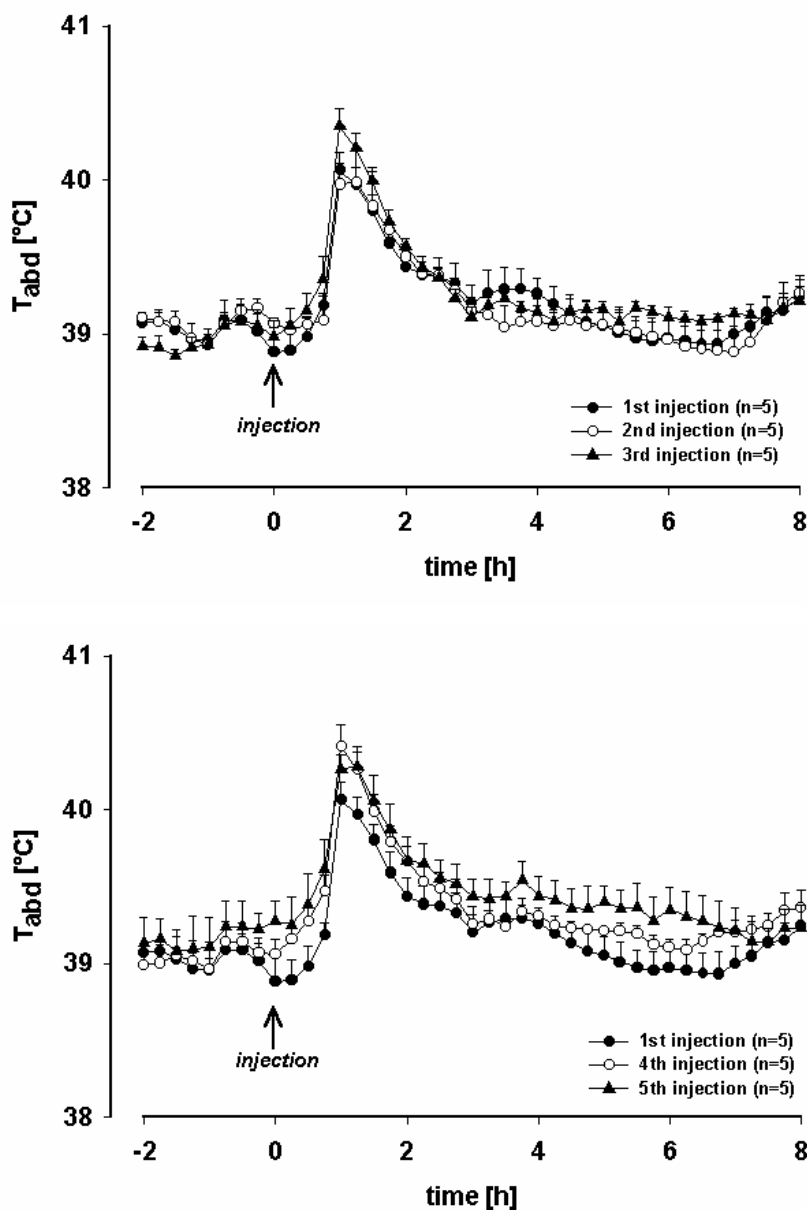 41
40
39
38
T_abd [°C]
injection
1st injection (n=5)
2nd injection (n=5)
3rd injection (n=5)
-2 0 2 4 6 8
time [h]
41
40
39
38
T_abd [°C]
injection
1st injection (n=5)
4th injection (n=5)
5th injection (n=5)
-2 0 2 4 6 8
time [h]